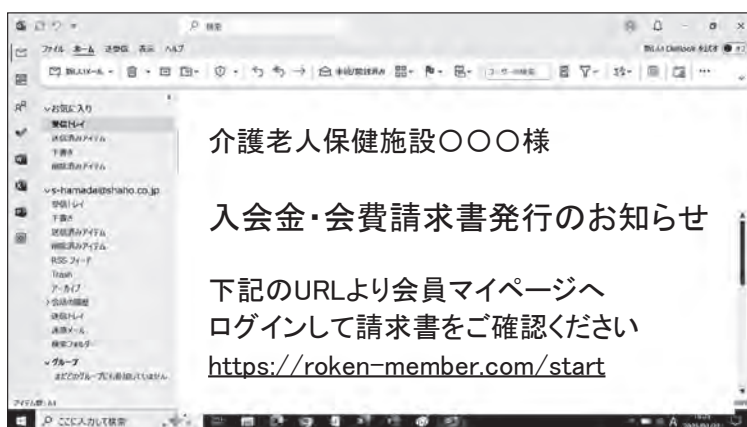 検索
ファイル ホーム 送受信 表示 ヘルプ
お気に入り
受信トレイ
送信済みアイテム
下書き
削除済みアイテム
s-hamada@shaho.co.jp
受信トレイ
下書き
送信済みアイテム
削除済みアイテム
RSS フィード
Trash
アーカイブ
会話の履歴
送信トレイ
迷惑メール
検索フォルダー
グループ
介護老人保健施設〇〇〇様
入会金・会費請求書発行のお知らせ
下記のURLより会員マイページへ
ログインして請求書をご確認ください
https://roken-member.com/start
ここに入力して検索